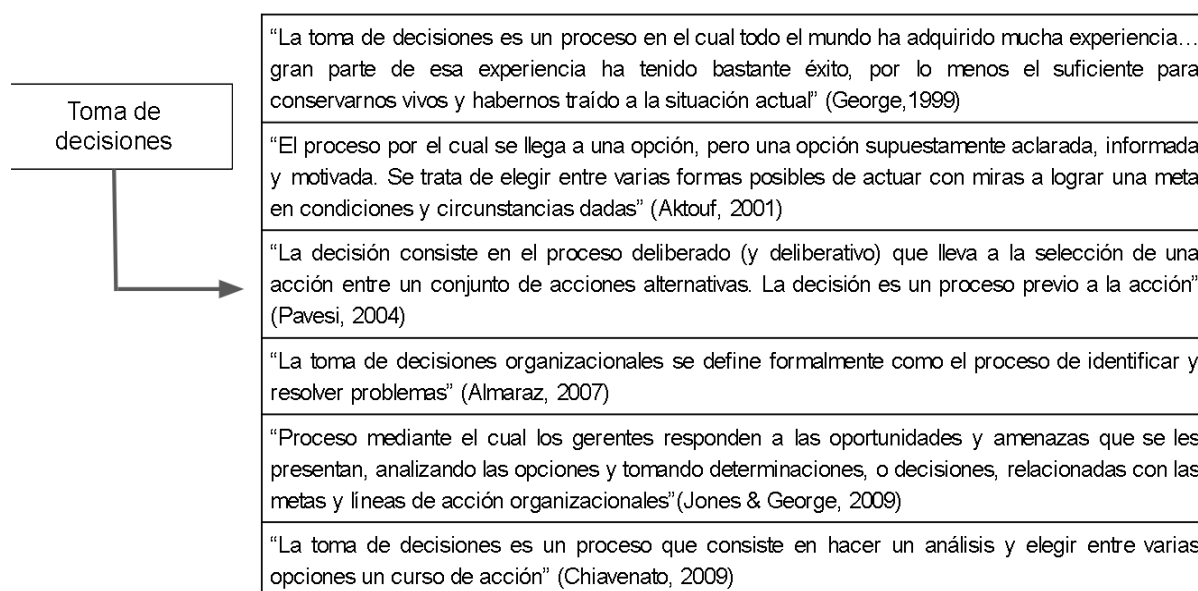 Toma de
decisiones
“La toma de decisiones es un proceso en el cual todo el mundo ha adquirido mucha experiencia…
gran parte de esa experiencia ha tenido bastante éxito, por lo menos el suficiente para
conservarnos vivos y habernos traído a la situación actual” (George,1999)
“El proceso por el cual se llega a una opción, pero una opción supuestamente aclarada, informada
y motivada. Se trata de elegir entre varias formas posibles de actuar con miras a lograr una meta
en condiciones y circunstancias dadas” (Aktouf, 2001)
“La decisión consiste en el proceso deliberado (y deliberativo) que lleva a la selección de una
acción entre un conjunto de acciones alternativas. La decisión es un proceso previo a la acción”
(Pavesi, 2004)
“La toma de decisiones organizacionales se define formalmente como el proceso de identificar y
resolver problemas” (Almaraz, 2007)
“Proceso mediante el cual los gerentes responden a las oportunidades y amenazas que se les
presentan, analizando las opciones y tomando determinaciones, o decisiones, relacionadas con las
metas y líneas de acción organizacionales”(Jones & George, 2009)
“La toma de decisiones es un proceso que consiste en hacer un análisis y elegir entre varias
opciones un curso de acción” (Chiavenato, 2009)